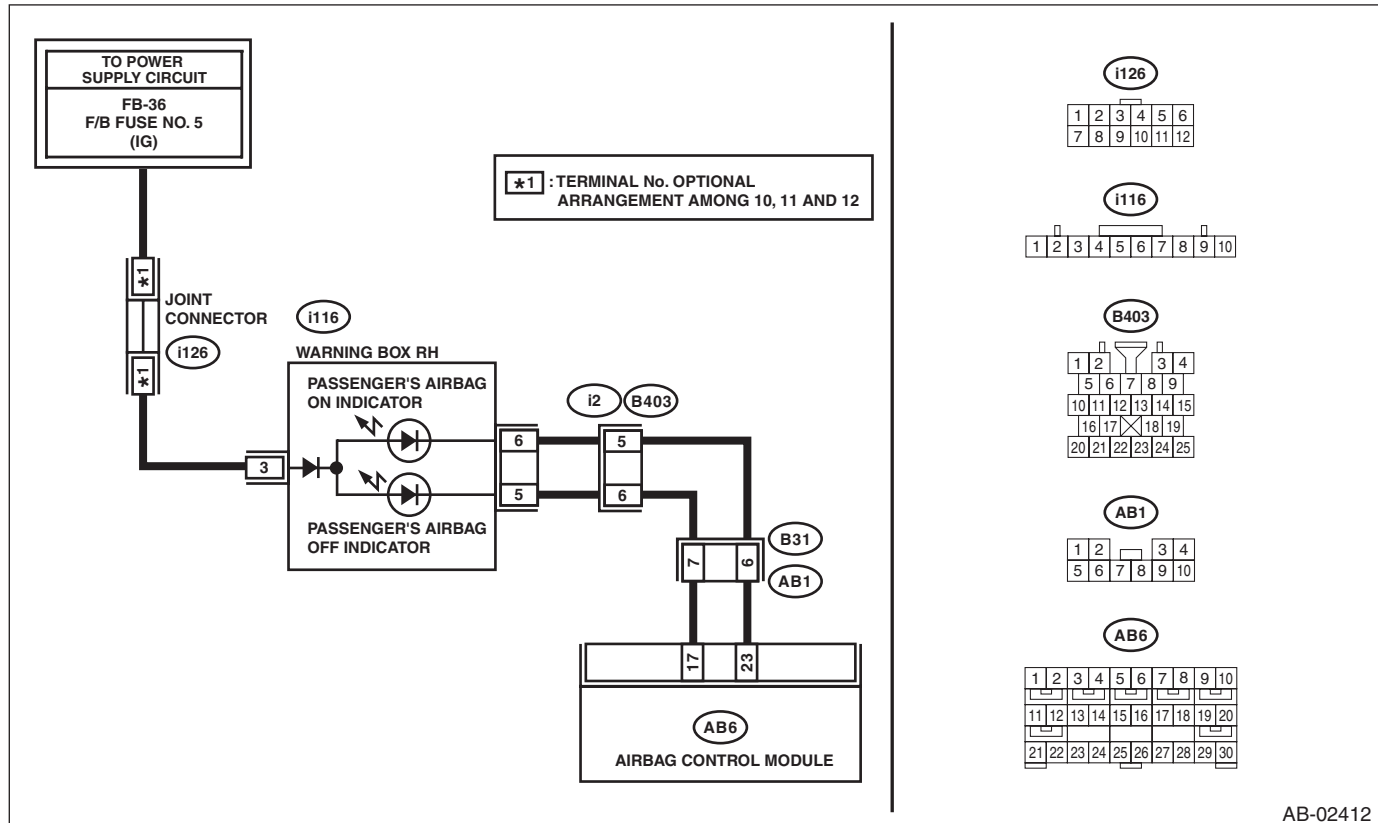 TO POWER
SUPPLY CIRCUIT
FB-36
F/B FUSE NO. 5
(IG)
*1 : TERMINAL No. OPTIONAL
ARRANGEMENT AMONG 10, 11 AND 12
*1
JOINT
CONNECTOR
i126
*1
i116
WARNING BOX RH
PASSENGER'S AIRBAG
ON INDICATOR
3
PASSENGER'S AIRBAG
OFF INDICATOR
6
5
i2 B403
5
6
B31
7 6
AB1
17 23
AB6
AIRBAG CONTROL MODULE
i126
1 2 3 4 5 6
7 8 9 10 11 12
i116
1 2 3 4 5 6 7 8 9 10
B403
1 2 3 4
5 6 7 8 9
10 11 12 13 14 15
16 17 18 19
20 21 22 23 24 25
AB1
1 2 3 4
5 6 7 8 9 10
AB6
1 2 3 4 5 6 7 8 9 10
11 12 13 14 15 16 17 18 19 20
21 22 23 24 25 26 27 28 29 30
AB-02412